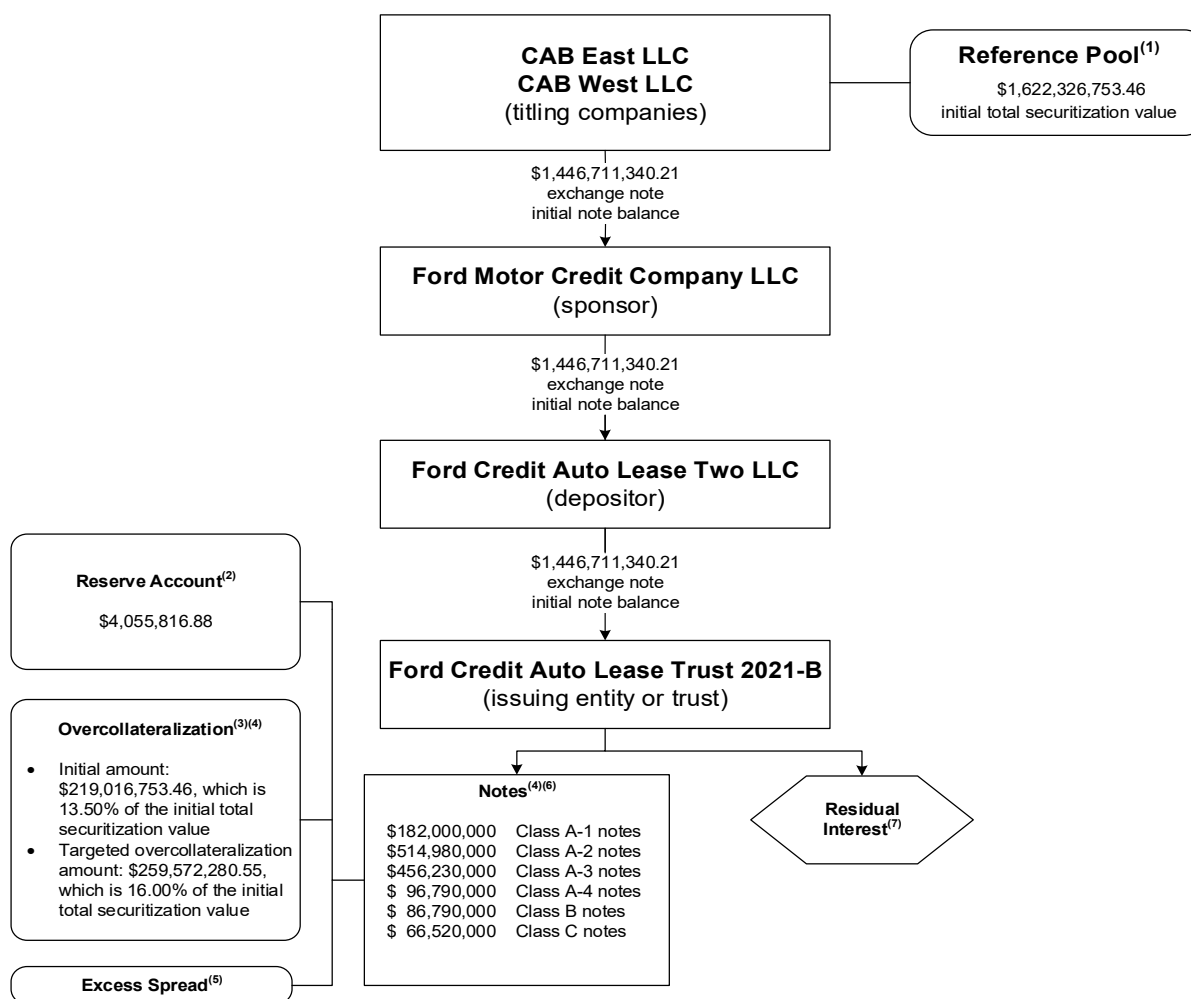 CAB East LLC
CAB West LLC
(titling companies)
Reference Pool(1)
$1,622,326,753.46
initial total securitization value
$1,446,711,340.21
exchange note
initial note balance
Ford Motor Credit Company LLC
(sponsor)
$1,446,711,340.21
exchange note
initial note balance
Ford Credit Auto Lease Two LLC
(depositor)
$1,446,711,340.21
exchange note
initial note balance
Reserve Account(2)
$4,055,816.88
Ford Credit Auto Lease Trust 2021-B
(issuing entity or trust)
Overcollateralization(3)(4)
• Initial amount:
$219,016,753.46, which is
13.50% of the initial total
securitization value
• Targeted overcollateralization
amount: $259,572,280.55,
which is 16.00% of the initial
total securitization value
Notes(4)(6)
$182,000,000 Class A-1 notes
$514,980,000 Class A-2 notes
$456,230,000 Class A-3 notes
$ 96,790,000 Class A-4 notes
$ 86,790,000 Class B notes
$ 66,520,000 Class C notes
Residual
Interest(7)
Excess Spread(5)